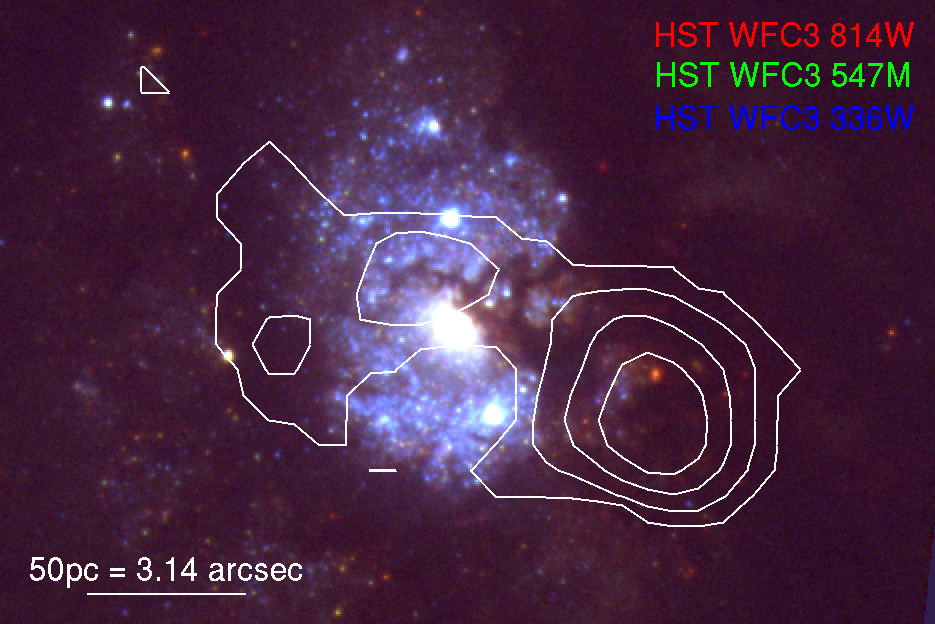 HST WFC3 814W
HST WFC3 547M
HST WFC3 336W
50pc = 3.14 arcsec